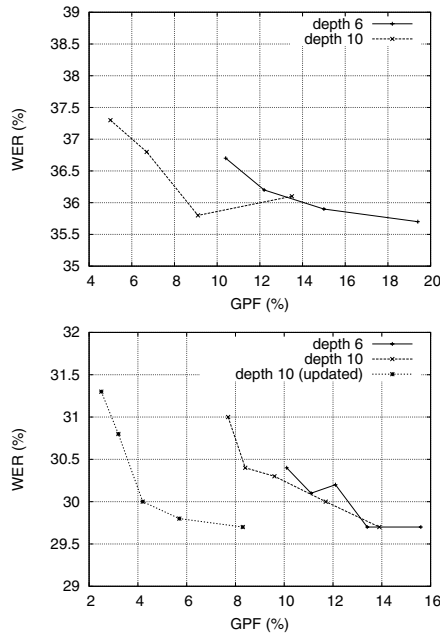 39
38.5
38
37.5
37
36.5
36
35.5
35
WER (%)
depth 6
depth 10
4 6 8 10 12 14 16 18 20
GPF (%)
32
31.5
31
30.5
30
29.5
29
WER (%)
depth 6
depth 10
depth 10 (updated)
2 4 6 8 10 12 14 16
GPF (%)